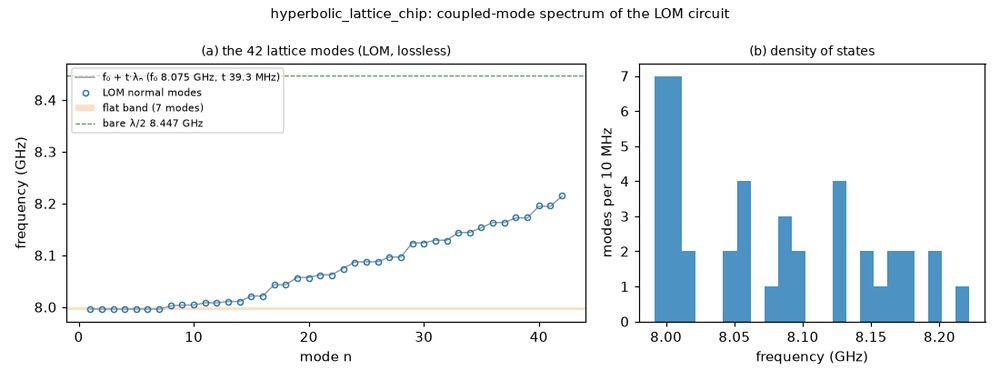 hyperbolic_lattice_chip: coupled-mode spectrum of the LOM circuit
(a) the 42 lattice modes (LOM, lossless)
f₀ + t·λₙ (f₀ 8.075 GHz, t 39.3 MHz)
LOM normal modes
flat band (7 modes)
bare λ/2 8.447 GHz
frequency (GHz)
8.4
8.3
8.2
8.1
8.0
0 10 20 30 40
mode n
(b) density of states
modes per 10 MHz
7
6
5
4
3
2
1
0
8.00 8.05 8.10 8.15 8.20
frequency (GHz)